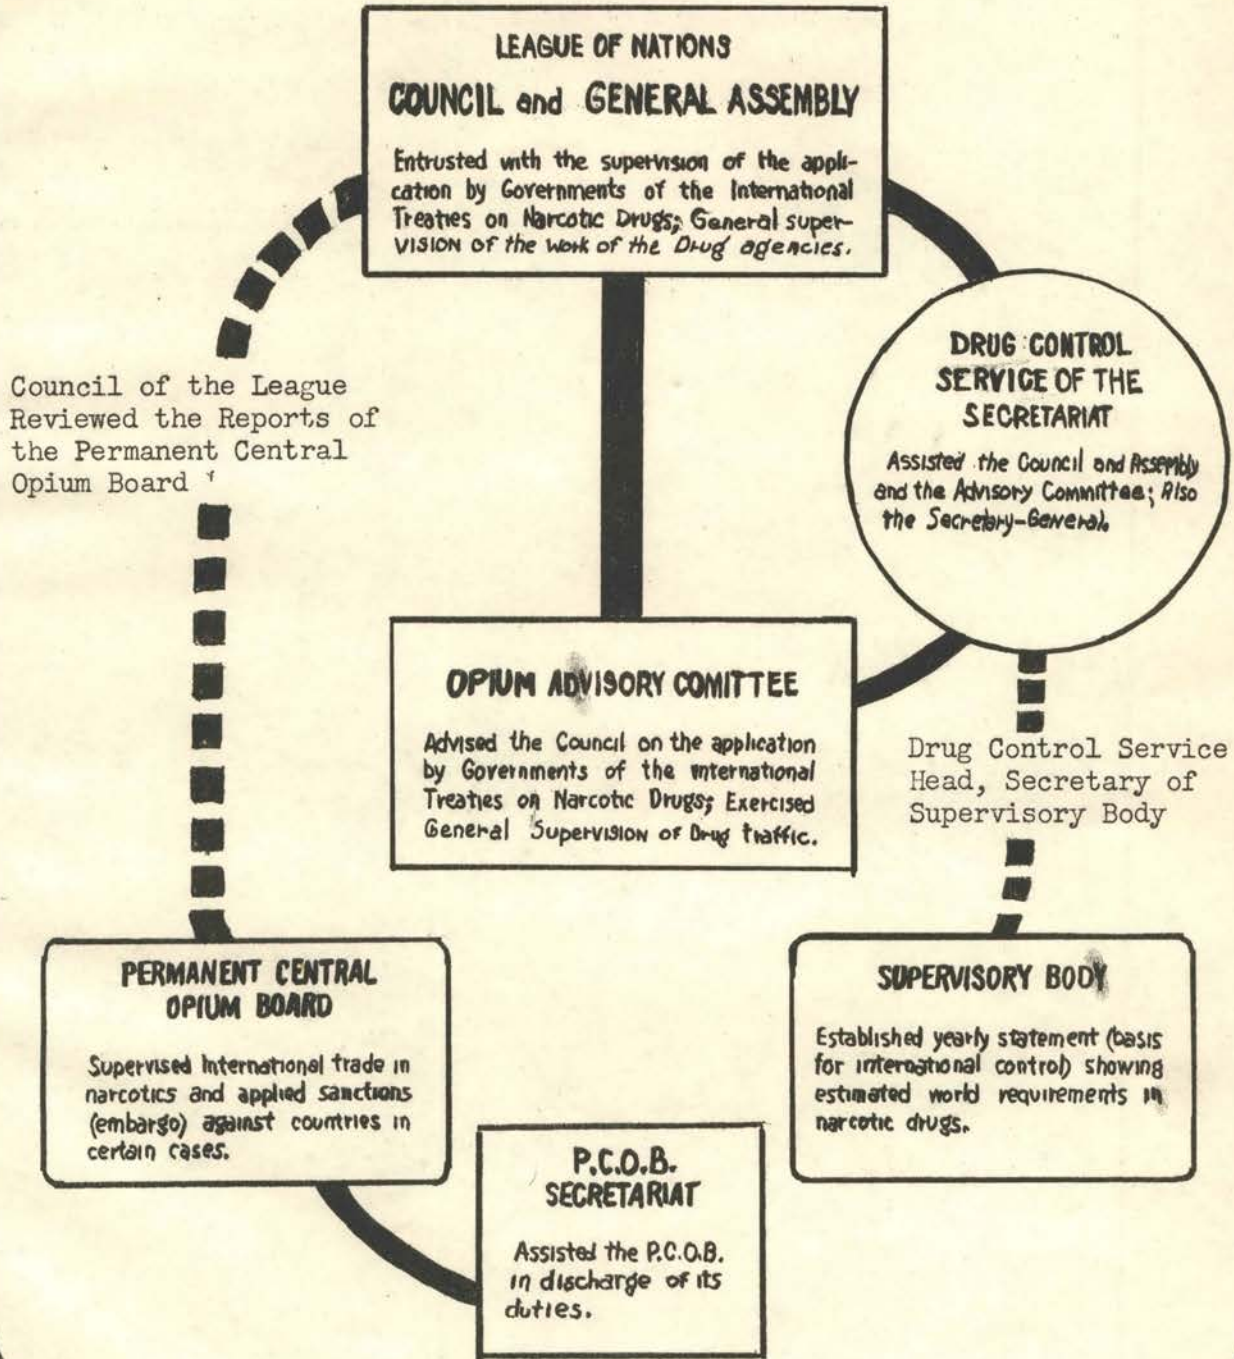 LEAGUE OF NATIONS
COUNCIL and GENERAL ASSEMBLY
Entrusted with the supervision of the appli-
cation by Governments of the International
Treaties on Narcotic Drugs; General super-
VISION of the work of the Drug agencies.
DRUG CONTROL
SERVICE OF THE
SECRETARIAT
Assisted the Council and Assembly
and the Advisory Committee; Also
the Secretary-General.
Council of the League
Reviewed the Reports of
the Permanent Central
Opium Board
OPIUM ADVISORY COMITTEE
Advised the Council on the application
by Governments of the international
Treaties on Narcotic Drugs; Exercised
General Supervision of Drug traffic.
Drug Control Service
Head, Secretary of
Supervisory Body
PERMANENT CENTRAL
OPIUM BOARD
Supervised International trade in
narcotics and applied sanctions
(embargo) against countries in
certain cases.
SUPERVISORY BODY
Established yearly statement (basis
for international control) showing
estimated world requirements in
narcotic drugs.
P.C.O.B.
SECRETARIAT
Assisted the P.C.O.B.
in discharge of its
duties.